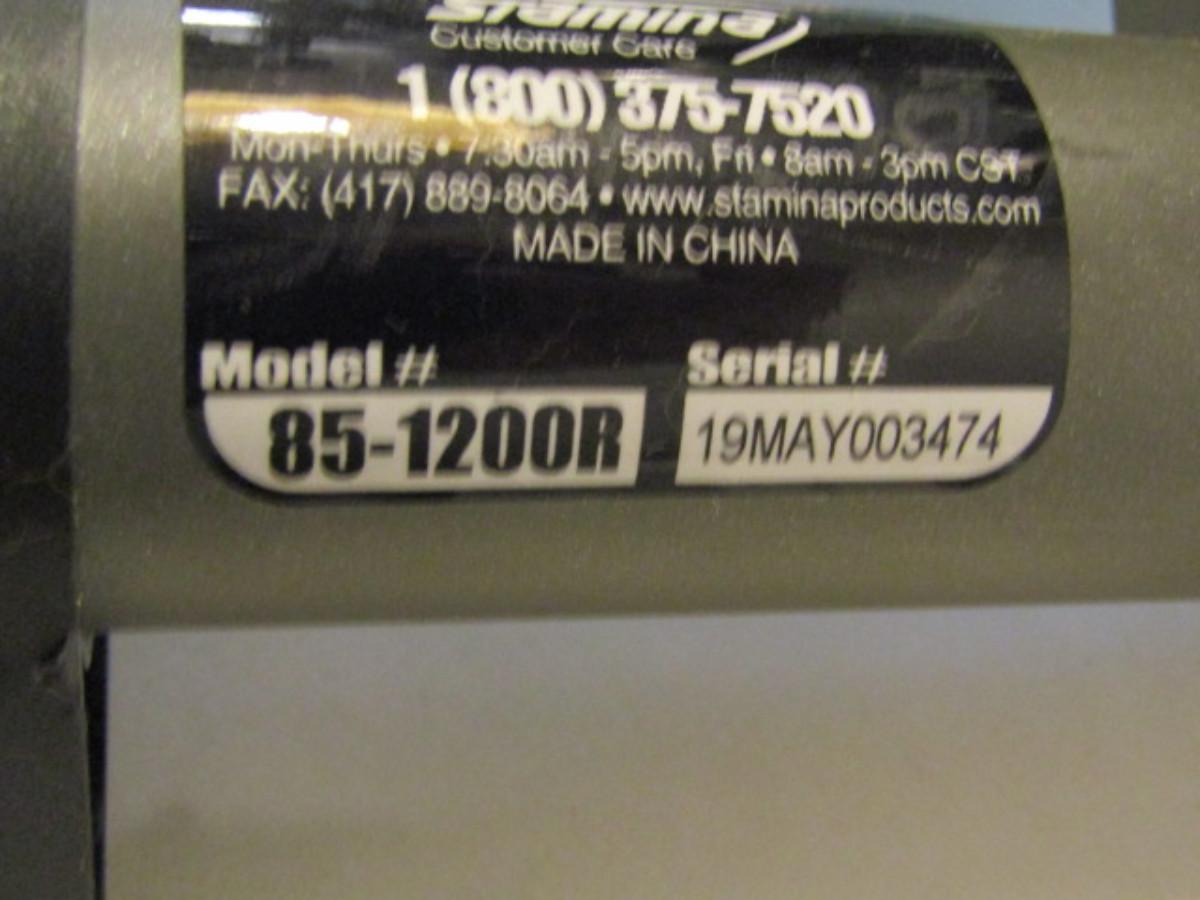 Stamina
Customer Care
1 (800) 375-7520
Mon-Thurs • 7:30am - 5pm, Fri • 8am - 3pm CST
FAX: (417) 889-8064 • www.staminaproducts.com
MADE IN CHINA
Model # Serial #
85-1200R 19MAY003474